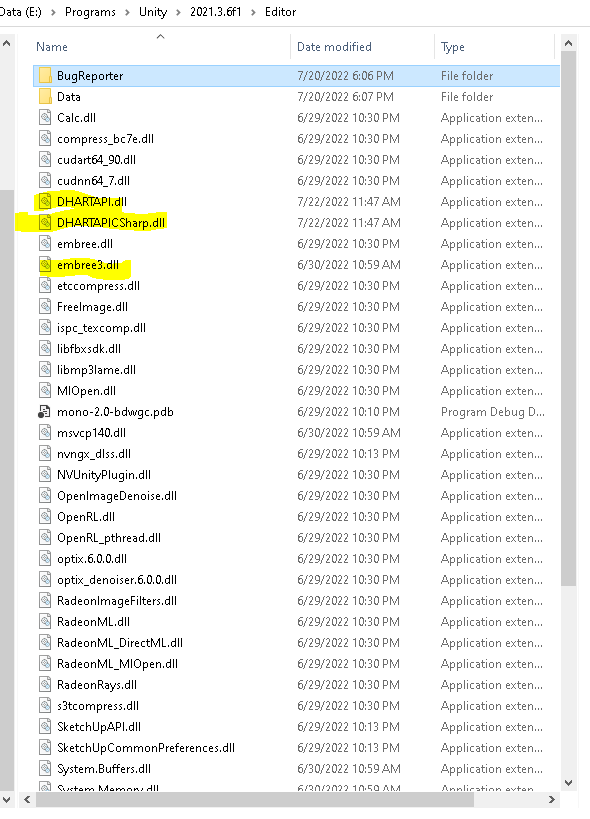 Data (E:) > Programs > Unity > 2021.3.6f1 > Editor
Name Date modified Type
BugReporter 7/20/2022 6:06 PM File folder
Data 7/20/2022 6:07 PM File folder
Calc.dll 6/29/2022 10:30 PM Application exten...
compress_bc7e.dll 6/29/2022 10:30 PM Application exten...
cudart64_90.dll 6/29/2022 10:30 PM Application exten...
cudnn64_7.dll 6/29/2022 10:30 PM Application exten...
DHARTAPI.dll 7/22/2022 11:47 AM Application exten...
DHARTAPICSharp.dll 7/22/2022 11:47 AM Application exten...
embree.dll 6/29/2022 10:30 PM Application exten...
embree3.dll 6/30/2022 10:59 AM Application exten...
etccompress.dll 6/29/2022 10:30 PM Application exten...
FreeImage.dll 6/29/2022 10:30 PM Application exten...
ispc_texcomp.dll 6/29/2022 10:30 PM Application exten...
libfbxsdk.dll 6/29/2022 10:30 PM Application exten...
libmp3lame.dll 6/29/2022 10:30 PM Application exten...
MIOpen.dll 6/29/2022 10:30 PM Application exten...
mono-2.0-bdwgc.pdb 6/29/2022 10:10 PM Program Debug D...
msvcp140.dll 6/30/2022 10:59 AM Application exten...
nvngx_dlss.dll 6/29/2022 10:13 PM Application exten...
NVUnityPlugin.dll 6/29/2022 10:30 PM Application exten...
OpenImageDenoise.dll 6/29/2022 10:30 PM Application exten...
OpenRL.dll 6/29/2022 10:30 PM Application exten...
OpenRL_pthread.dll 6/29/2022 10:30 PM Application exten...
optix.6.0.0.dll 6/29/2022 10:30 PM Application exten...
optix_denoiser.6.0.0.dll 6/29/2022 10:30 PM Application exten...
RadeonImageFilters.dll 6/29/2022 10:30 PM Application exten...
RadeonML.dll 6/29/2022 10:30 PM Application exten...
RadeonML_DirectML.dll 6/29/2022 10:30 PM Application exten...
RadeonML_MIOpen.dll 6/29/2022 10:30 PM Application exten...
RadeonRays.dll 6/29/2022 10:30 PM Application exten...
s3tcompress.dll 6/29/2022 10:30 PM Application exten...
SketchUpAPI.dll 6/29/2022 10:13 PM Application exten...
SketchUpCommonPreferences.dll 6/29/2022 10:13 PM Application exten...
System.Buffers.dll 6/30/2022 10:59 AM Application exten...
System.Memory.dll 6/30/2022 10:59 AM Application exten...